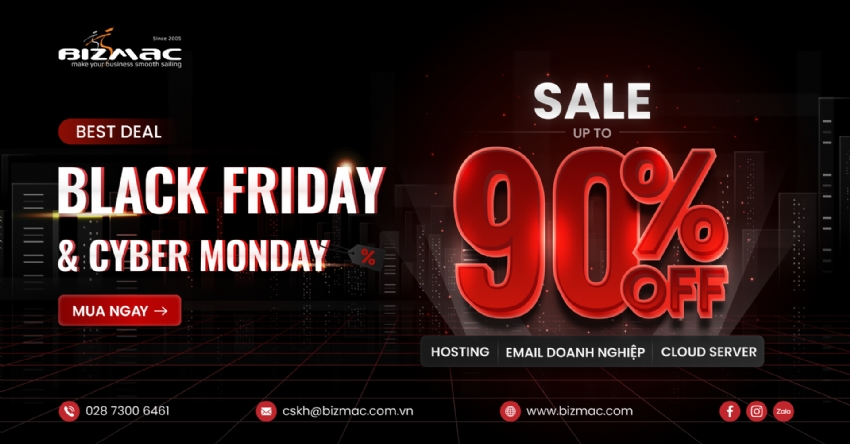 Since 2005
BIZMAC
make your business smooth sailing
BEST DEAL
BLACK FRIDAY
& CYBER MONDAY
%
MUA NGAY →
SALE
UP TO
90%
OFF
HOSTING
EMAIL DOANH NGHIỆP
CLOUD SERVER
028 7300 6461
cskh@bizmac.com.vn
www.bizmac.com
Zalo